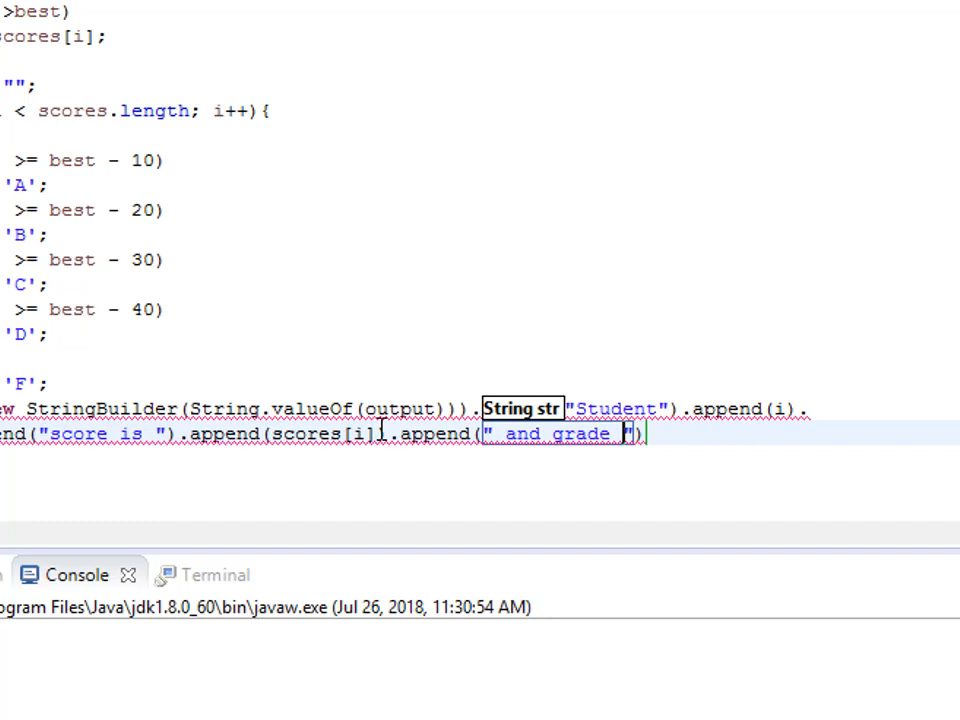 >best)
scores[i];
"";
< scores.length; i++){
>= best - 10)
'A';
>= best - 20)
'B';
>= best - 30)
'C';
>= best - 40)
'D';
'F';
ew StringBuilder(String.valueOf(output))). String str "Student").append(i).
end("score is ").append(scores[i]).append(" and grade ")
Console Terminal
ogram Files\Java\jdk1.8.0_60\bin\javaw.exe (Jul 26, 2018, 11:30:54 AM)